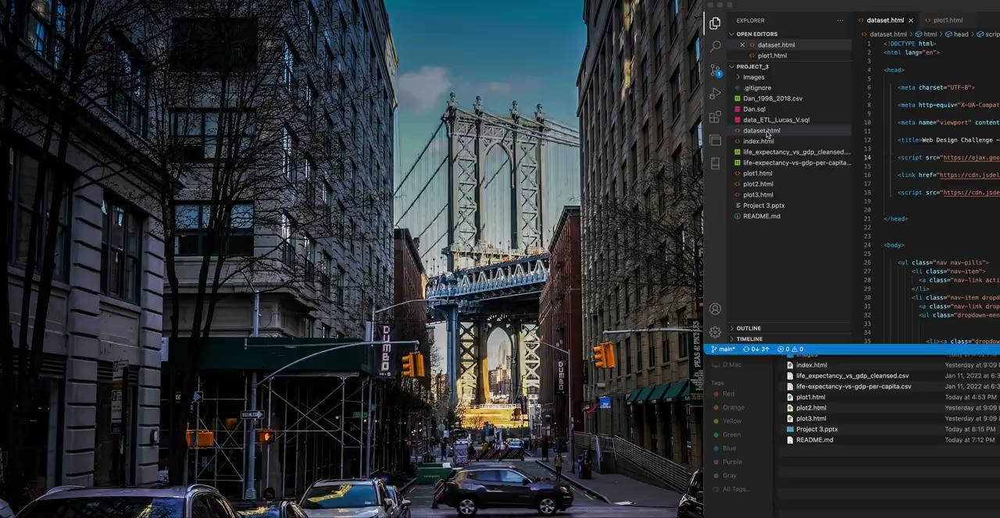 DUMBO
DUMBO
PEAS & PICKLES
EXPLORER
OPEN EDITORS
dataset.html
plot1.html
PROJECT_3
Images
.gitignore
Dan_1998_2018.csv
Dan.sql
data_ETL_Lucas_V.sql
dataset.html
index.html
life_expectancy_vs_gdp_cleansed....
life-expectancy-vs-gdp-per-capita...
plot1.html
plot2.html
plot3.html
Project 3.pptx
README.md
OUTLINE
TIMELINE
main* 0↓ 3↑ 0 0
1
dataset.html plot1.html
dataset.html > html > head > scrip
1 <!DOCTYPE html>
2 <html lang="en">
3
4 <head>
5
6 <meta charset="UTF-8">
7
8 <meta http-equiv="X-UA-Compat
9
10 <meta name="viewport" content
11
12 <title>Web Design Challenge -
13
14 <script src="https://ajax.goo
15
16 <link href="https://cdn.jsdel
17
18 <script src="https://cdn.jsde
19
20
21 </head>
22
23
24 <body>
25
26 <ul class="nav nav-pills">
27 <li class="nav-item">
28 <a class="nav-link acti
29 </li>
30 <li class="nav-item dropd
31 <a class="nav-link drop
32 <ul class="dropdown-men
33
34
35 <li><a class="dropdow
D Mac
Tags
Red
Orange
Yellow
Green
Blue
Purple
Gray
All Tags...
index.html Yesterday at 9:09
life_expectancy_vs_gdp_cleansed.csv Jan 11, 2022 at 6:3
life-expectancy-vs-gdp-per-capita.csv Jan 11, 2022 at 6:3
plot1.html Today at 4:53 PM
plot2.html Yesterday at 9:09
plot3.html Yesterday at 9:09
Project 3.pptx Today at 8:15 PM
README.md Today at 7:12 PM